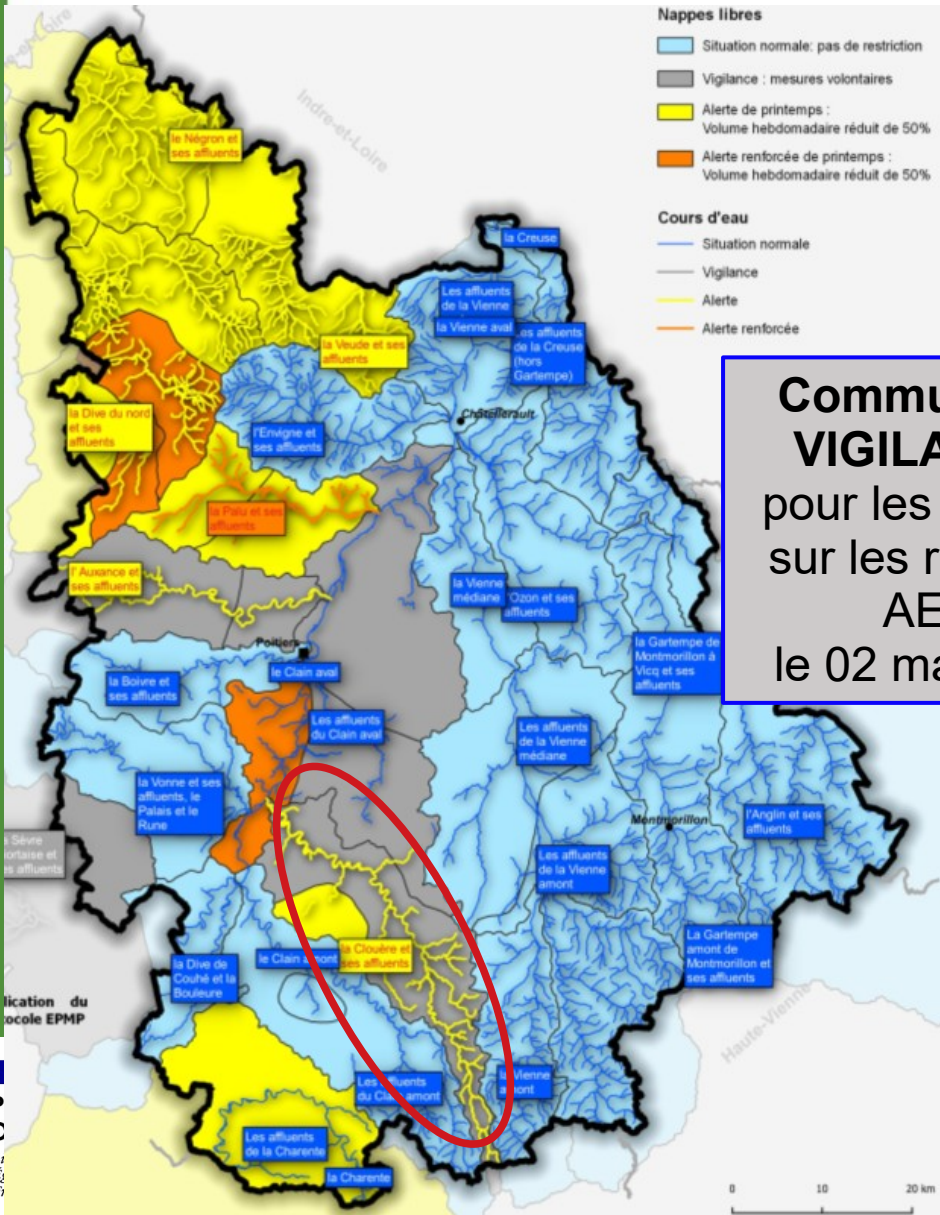 Nappes libres
Situation normale: pas de restriction
Vigilance : mesures volontaires
Alerte de printemps :
Volume hebdomadaire réduit de 50%
Alerte renforcée de printemps :
Volume hebdomadaire réduit de 50%
Cours d'eau
Situation normale
Vigilance
Alerte
Alerte renforcée
Indre-et-Loire
le Négron et
ses affluents
la Creuse
Les affluents
de la Vienne
la Vienne aval
Les affluents
de la Creuse
(hors
Gartempe)
la Veude et ses
affluents
Châtellerault
la Dive du nord
et ses
affluents
l'Envigne et
ses affluents
la Palu et ses
affluents
VIGILA
pour les
sur les r
AE
le 02 ma
l' Auxance et
ses affluents
la Vienne
médiane
l'Ozon et ses
affluents
Poitiers
la Gartempe de
Montmorillon à
Vicq et ses
affluents
le Clain aval
la Boivre et
ses affluents
Les affluents
du Clain aval
Les affluents
de la Vienne
médiane
la Vonne et ses
affluents, le
Palais et le
Rune
Montmorillon
l'Anglin et ses
affluents
Sèvre
ses affluents
Les affluents
de la Vienne
amont
La Gartempe
amont de
Montmorillon et
ses affluents
la Clouère et
ses affluents
le Clain amont
la Dive de
Couhé et la
Bouleure
lication du
tocole EPMP
Haute-Vienne
Les affluents
du Clain amont
la Vienne
amont
Les affluents
de la Charente
la Charente
0 10 20 km